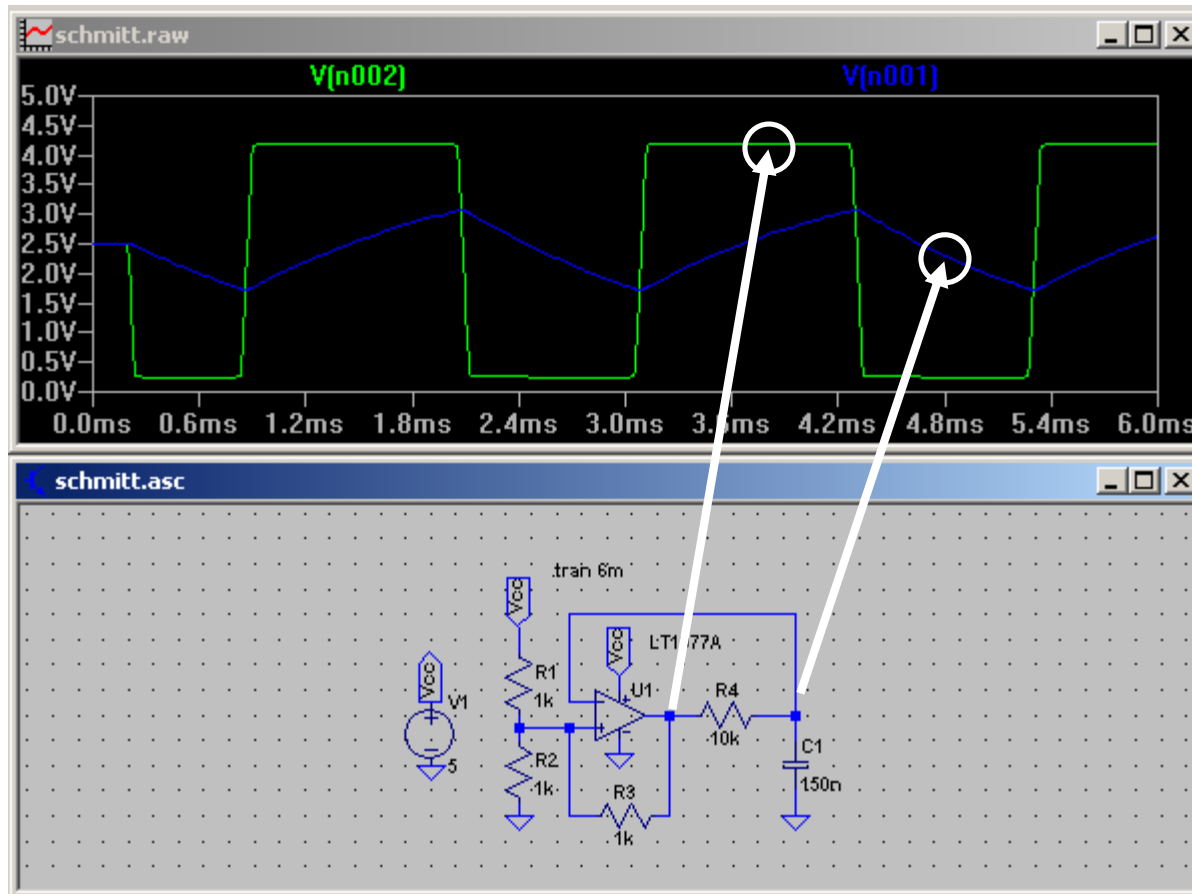 schmitt.raw
V(n002) V(n001)
5.0V
4.5V
4.0V
3.5V
3.0V
2.5V
2.0V
1.5V
1.0V
0.5V
0.0V
0.0ms 0.6ms 1.2ms 1.8ms 2.4ms 3.0ms 4.2ms 4.8ms 5.4ms 6.0ms
schmitt.asc
.tran 6m
Vcc
Vcc
Vcc
R1
1k
U1
R4
10k
V1
5
R2
1k
C1
150n
R3
1k